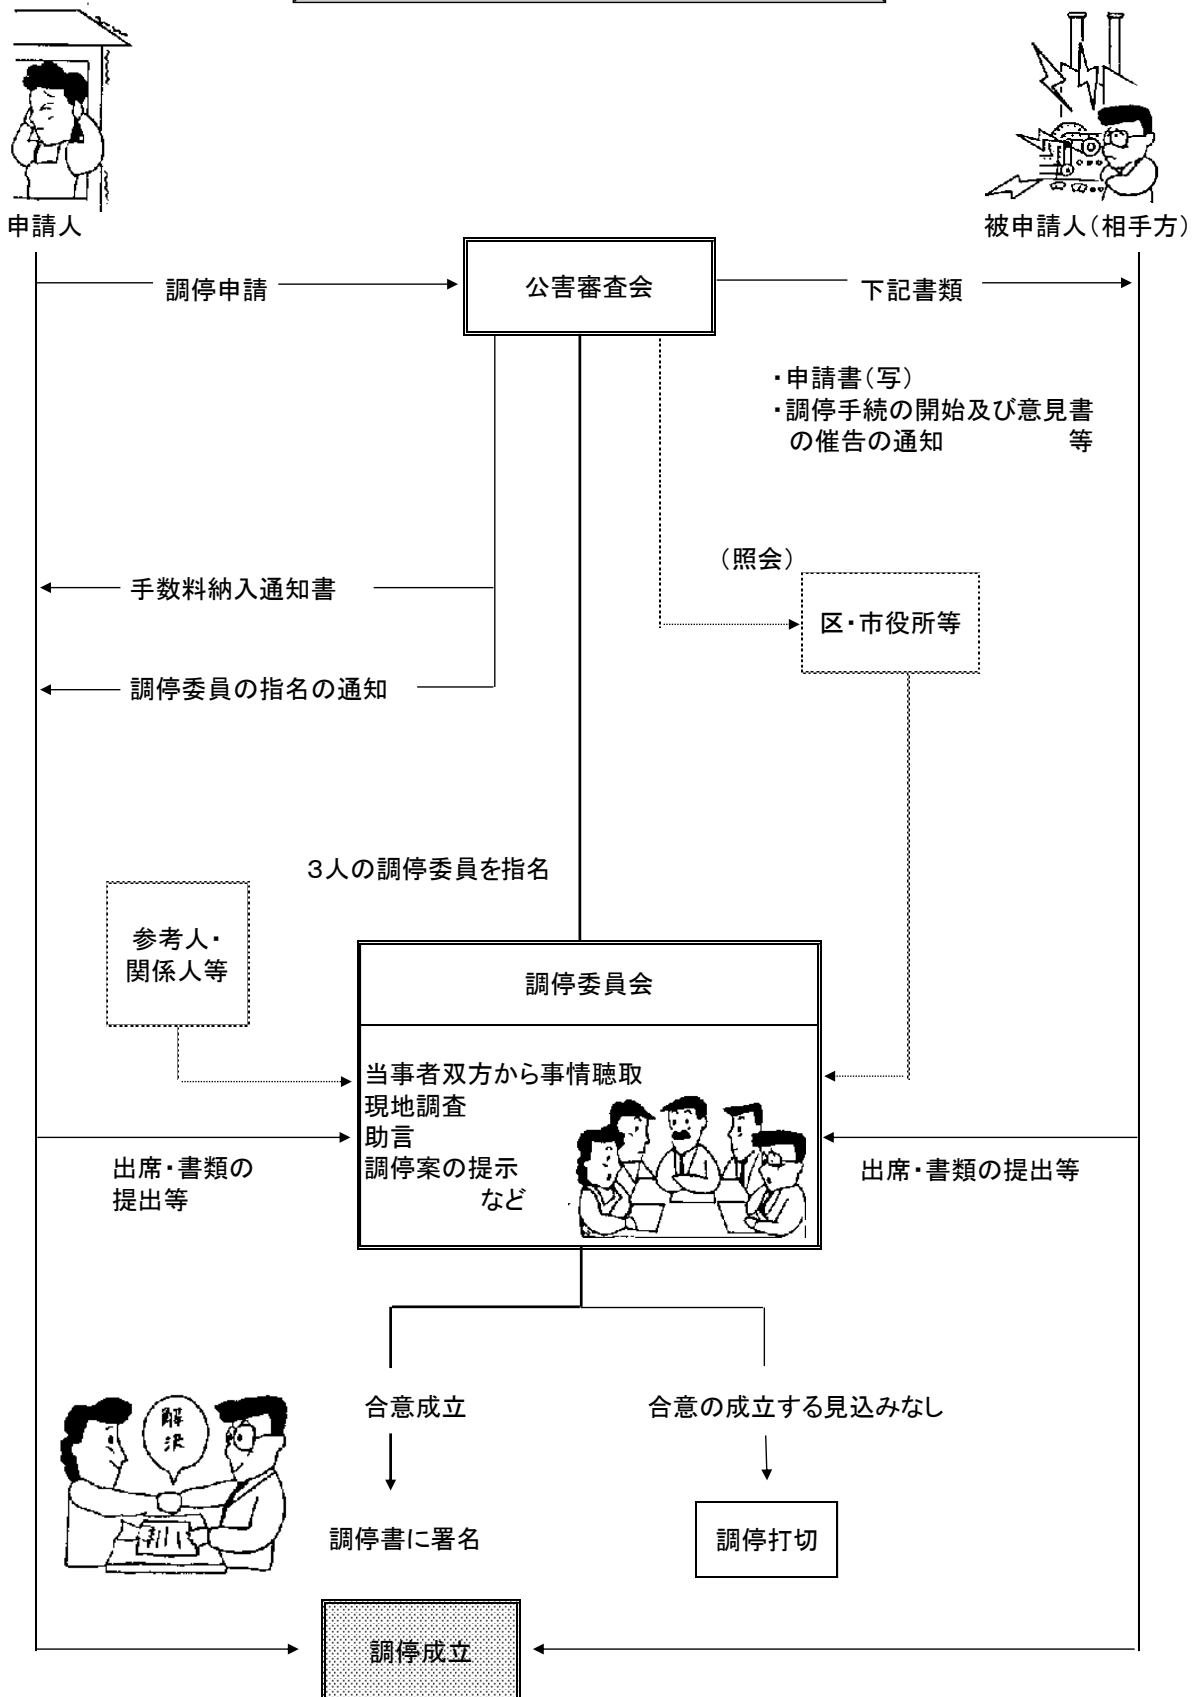 申請人
被申請人(相手方)
調停申請
公害審査会
下記書類
・申請書(写)
・調停手続の開始及び意見書
の催告の通知 等
(照会)
手数料納入通知書
区・市役所等
調停委員の指名の通知
3人の調停委員を指名
参考人・
関係人等
調停委員会
当事者双方から事情聴取
現地調査
助言
調停案の提示
など
出席・書類の
提出等
出席・書類の提出等
合意成立
合意の成立する見込みなし
解
決
調停書に署名
調停打切
調停成立